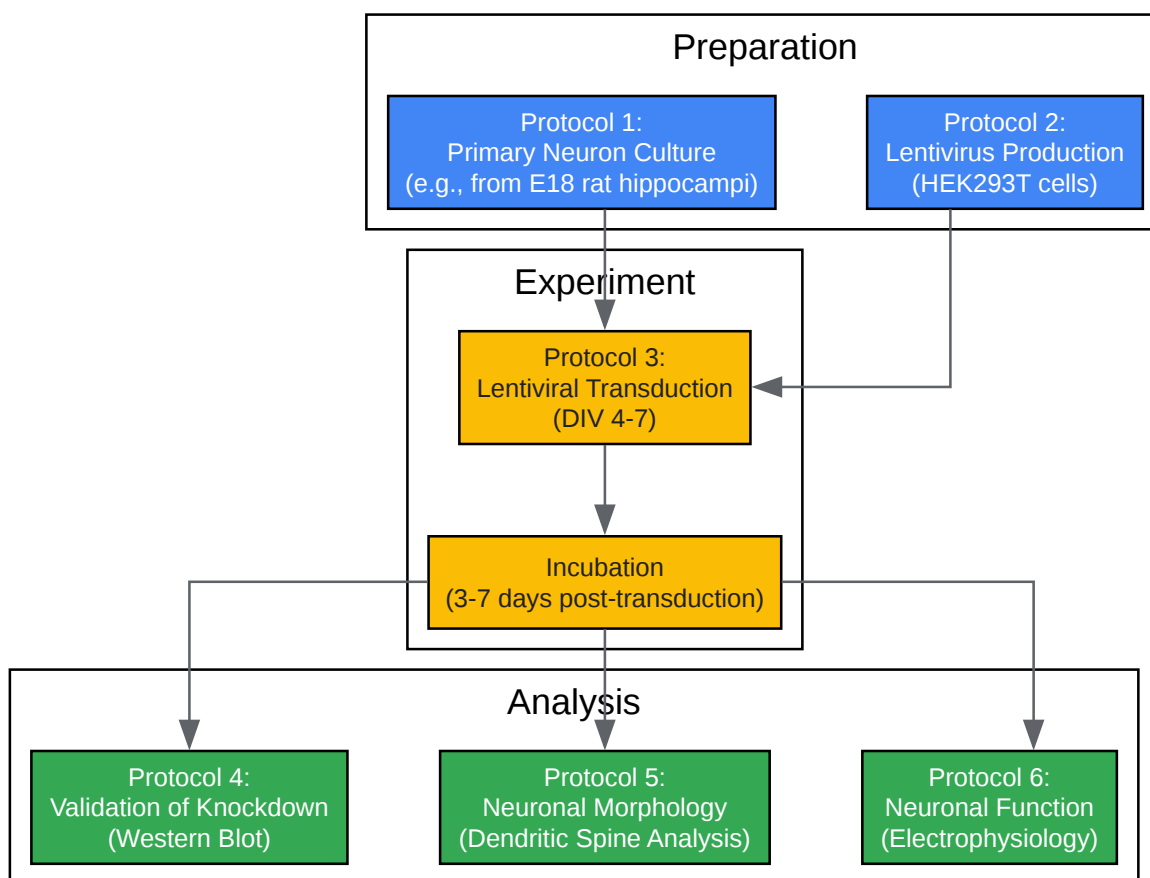 Preparation
Protocol 1:
Primary Neuron Culture
(e.g., from E18 rat hippocampi)
Protocol 2:
Lentivirus Production
(HEK293T cells)
Experiment
Protocol 3:
Lentiviral Transduction
(DIV 4-7)
Incubation
(3-7 days post-transduction)
Analysis
Protocol 4:
Validation of Knockdown
(Western Blot)
Protocol 5:
Neuronal Morphology
(Dendritic Spine Analysis)
Protocol 6:
Neuronal Function
(Electrophysiology)